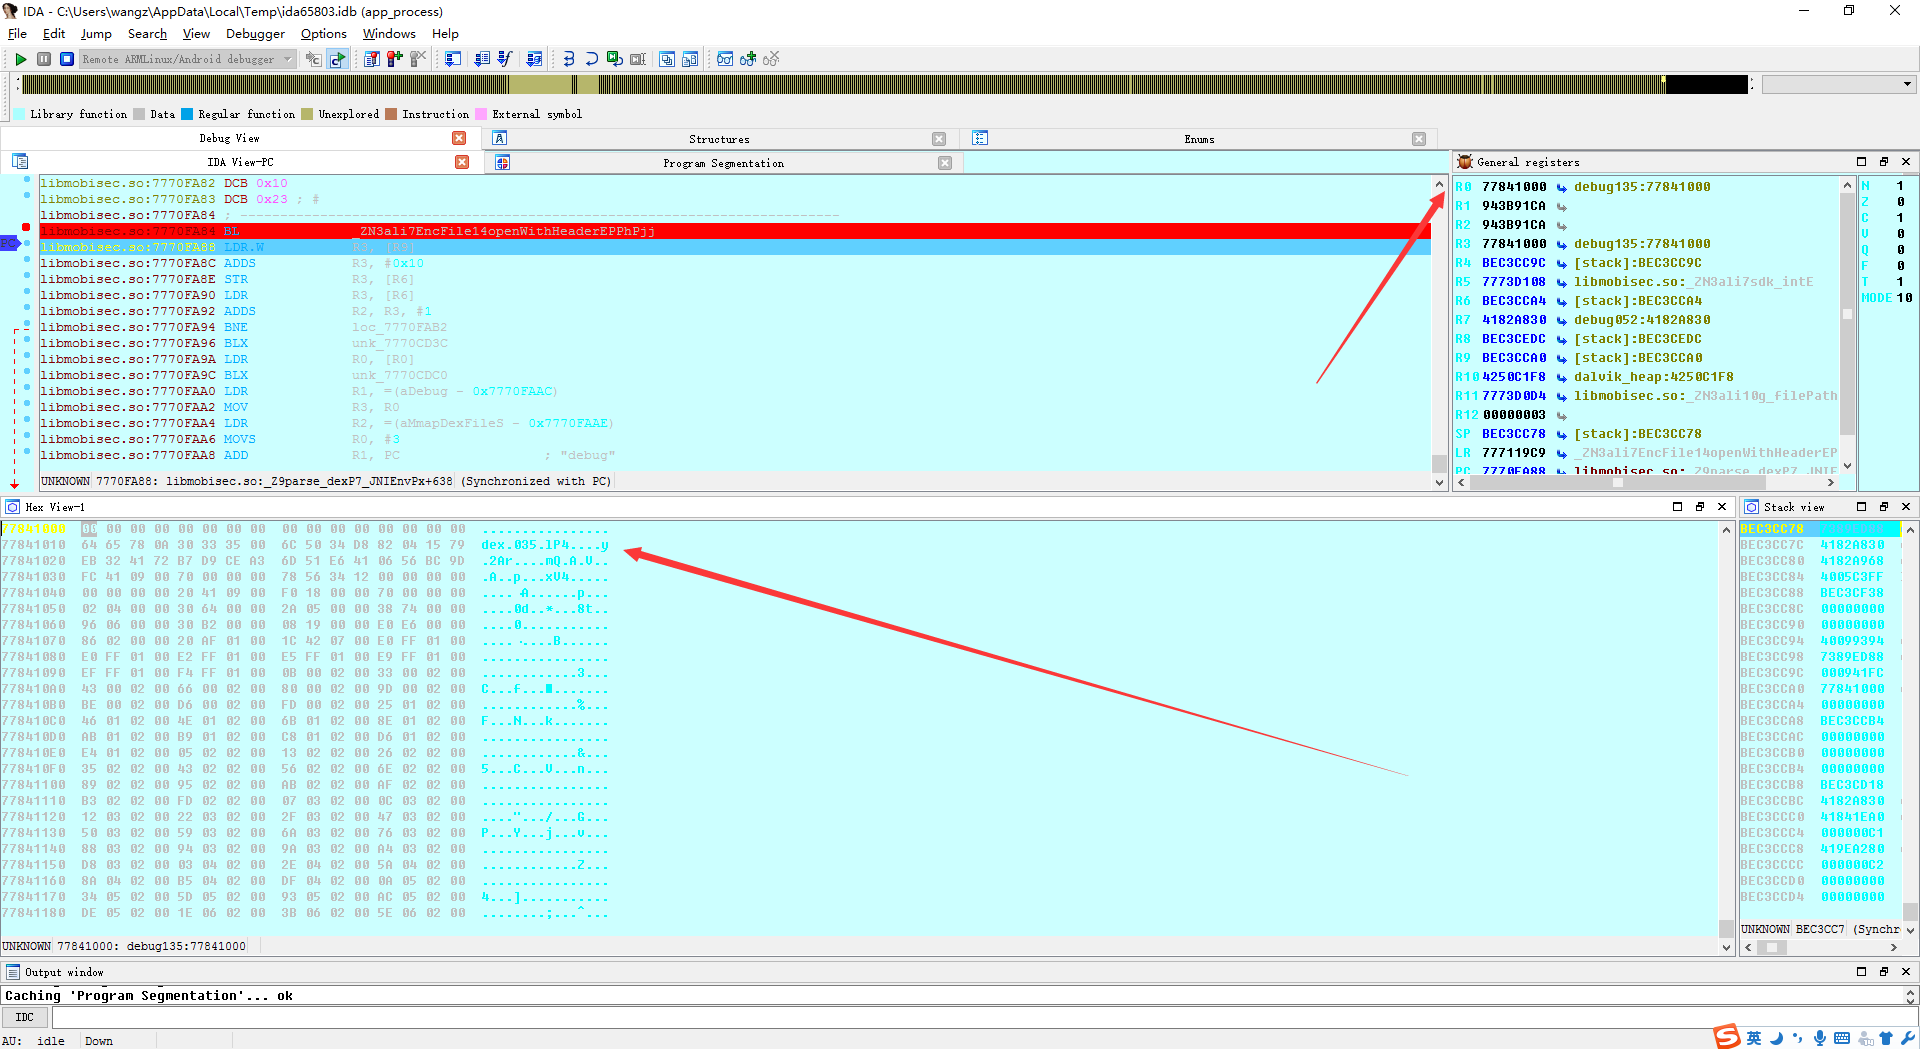 IDA - C:\Users\wangz\AppData\Local\Temp\ida65803.idb (app_process)
File Edit Jump Search View Debugger Options Windows Help
Remote ARMLinux/Android debugger
Library function Data Regular function Unexplored Instruction External symbol
Debug View Structures Enums
IDA View-PC Program Segmentation
libmobisec.so:7770FA82 DCB 0x10
libmobisec.so:7770FA83 DCB 0x23 ; #
libmobisec.so:7770FA84 ; ---------------------------------------------------------------------------
libmobisec.so:7770FA84 BL _ZN3ali7EncFile14openWithHeaderEPPhPjj
PC libmobisec.so:7770FA88 LDR.W R3, [R9]
libmobisec.so:7770FA8C ADDS R3, #0x10
libmobisec.so:7770FA8E STR R3, [R6]
libmobisec.so:7770FA90 LDR R3, [R6]
libmobisec.so:7770FA92 ADDS R2, R3, #1
libmobisec.so:7770FA94 BNE loc_7770FAB2
libmobisec.so:7770FA96 BLX unk_7770CD3C
libmobisec.so:7770FA9A LDR R0, [R0]
libmobisec.so:7770FA9C BLX unk_7770CDC0
libmobisec.so:7770FAA0 LDR R1, =(aDebug - 0x7770FAAC)
libmobisec.so:7770FAA2 MOV R3, R0
libmobisec.so:7770FAA4 LDR R2, =(aMmapDexFileS - 0x7770FAAE)
libmobisec.so:7770FAA6 MOVS R0, #3
libmobisec.so:7770FAA8 ADD R1, PC ; "debug"
UNKNOWN 7770FA88: libmobisec.so:_Z9parse_dexP7_JNIEnvPx+638 (Synchronized with PC)
General registers
R0 77841000 debug135:77841000
R1 943B91CA
R2 943B91CA
R3 77841000 debug135:77841000
R4 BEC3CC9C [stack]:BEC3CC9C
R5 7773D108 libmobisec.so:_ZN3ali7sdk_intE
R6 BEC3CCA4 [stack]:BEC3CCA4
R7 4182A830 debug052:4182A830
R8 BEC3CEDC [stack]:BEC3CEDC
R9 BEC3CCA0 [stack]:BEC3CCA0
R10 4250C1F8 dalvik_heap:4250C1F8
R11 7773D0D4 libmobisec.so:_ZN3ali10g_filePath
R12 00000003
SP BEC3CC78 [stack]:BEC3CC78
LR 777119C9 _ZN3ali7EncFile14openWithHeaderEP
PC 7770FA88 libmobisec.so:_Z9parse_dexP7_JNIE
N 1
Z 0
C 1
V 0
Q 0
F 0
T 1
MODE 10
Hex View-1
77841000 00 00 00 00 00 00 00 00 00 00 00 00 00 00 00 00 ................
77841010 64 65 78 0A 30 33 35 00 6C 50 34 D8 82 04 15 79 dex.035.lP4....y
77841020 EB 32 41 72 B7 D9 CE A3 6D 51 E6 41 06 56 BC 9D .2Ar....mQ.A.V..
77841030 FC 41 09 00 70 00 00 00 78 56 34 12 00 00 00 00 .A..p...xV4.....
77841040 00 00 00 00 20 41 09 00 F0 18 00 00 70 00 00 00 .... A......p...
77841050 02 04 00 00 30 64 00 00 2A 05 00 00 38 74 00 00 ....0d..*...8t..
77841060 96 06 00 00 30 B2 00 00 08 19 00 00 E0 E6 00 00 ....0...........
77841070 86 02 00 00 20 AF 01 00 1C 42 07 00 E0 FF 01 00 .... ....B......
77841080 E0 FF 01 00 E2 FF 01 00 E5 FF 01 00 E9 FF 01 00 ................
77841090 EF FF 01 00 F4 FF 01 00 0B 00 02 00 33 00 02 00 ............3...
778410A0 43 00 02 00 66 00 02 00 80 00 02 00 9D 00 02 00 C...f...........
778410B0 BE 00 02 00 D6 00 02 00 FD 00 02 00 25 01 02 00 ............%...
778410C0 46 01 02 00 4E 01 02 00 6B 01 02 00 8E 01 02 00 F...N...k.......
778410D0 AB 01 02 00 B9 01 02 00 C8 01 02 00 D6 01 02 00 ................
778410E0 E4 01 02 00 05 02 02 00 13 02 02 00 26 02 02 00 ............&...
778410F0 35 02 02 00 43 02 02 00 56 02 02 00 6E 02 02 00 5...C...V...n...
77841100 89 02 02 00 95 02 02 00 AB 02 02 00 AF 02 02 00 ................
77841110 B3 02 02 00 FD 02 02 00 07 03 02 00 0C 03 02 00 ................
77841120 12 03 02 00 22 03 02 00 2F 03 02 00 47 03 02 00 ....".../...G...
77841130 50 03 02 00 59 03 02 00 6A 03 02 00 76 03 02 00 P...Y...j...v...
77841140 88 03 02 00 94 03 02 00 9A 03 02 00 A4 03 02 00 ................
77841150 D8 03 02 00 03 04 02 00 2E 04 02 00 5A 04 02 00 ............Z...
77841160 8A 04 02 00 B5 04 02 00 DF 04 02 00 0A 05 02 00 ................
77841170 34 05 02 00 5D 05 02 00 93 05 02 00 AC 05 02 00 4...]...........
77841180 DE 05 02 00 1E 06 02 00 3B 06 02 00 5E 06 02 00 ........;...^...
UNKNOWN 77841000: debug135:77841000
Stack view
BEC3CC78
BEC3CC7C 4182A830
BEC3CC80 4182A968
BEC3CC84 4005C3FF
BEC3CC88 BEC3CF38
BEC3CC8C 00000000
BEC3CC90 00000000
BEC3CC94 40099394
BEC3CC98 7389ED88
BEC3CC9C 000941FC
BEC3CCA0 77841000
BEC3CCA4 00000000
BEC3CCA8 BEC3CCB4
BEC3CCAC 00000000
BEC3CCB0 00000000
BEC3CCB4 00000000
BEC3CCB8 BEC3CD18
BEC3CCBC 4182A830
BEC3CCC0 41841EA0
BEC3CCC4 000000C1
BEC3CCC8 419EA280
BEC3CCCC 000000C2
BEC3CCD0 00000000
BEC3CCD4 00000000
UNKNOWN BEC3CC7 (Synchr
Output window
Caching 'Program Segmentation'... ok
IDC
AU: idle Down
英